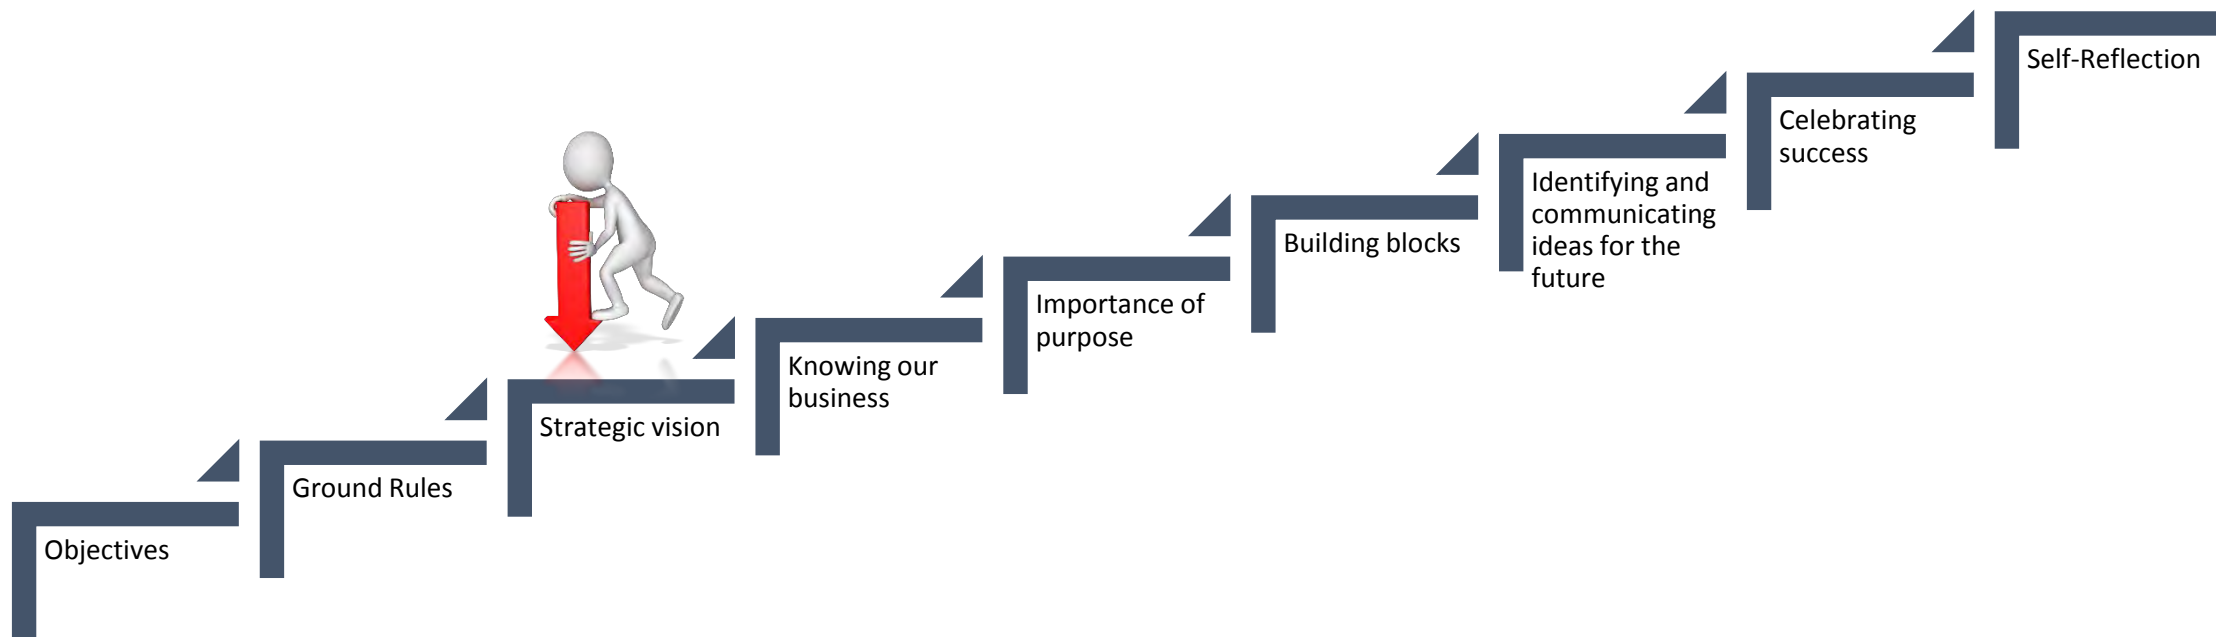 Objectives
Ground Rules
Strategic vision
Knowing our
business
Importance of
purpose
Building blocks
Identifying and
communicating
ideas for the
future
Celebrating
success
Self-Reflection